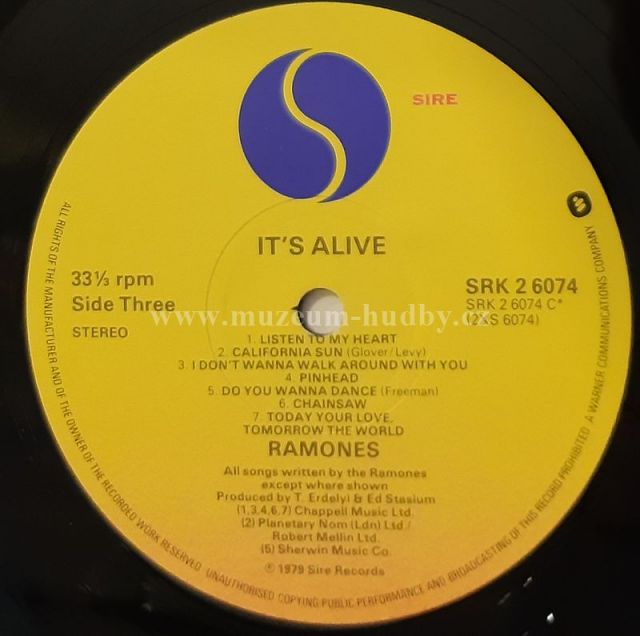 SIRE
IT'S ALIVE
33⅓ rpm
Side Three
STEREO
SRK 2 6074
SRK 2 6074 C*
(2XS 6074)
www.muzeum-hudby.cz
1. LISTEN TO MY HEART
2. CALIFORNIA SUN (Glover/Levy)
3. I DON'T WANNA WALK AROUND WITH YOU
4. PINHEAD
5. DO YOU WANNA DANCE (Freeman)
6. CHAINSAW
7. TODAY YOUR LOVE,
TOMORROW THE WORLD
RAMONES
All songs written by the Ramones
except where shown
Produced by T. Erdelyi & Ed Stasium
(1,3,4,6,7) Chappell Music Ltd.
(2) Planetary Nom (Ldn) Ltd./
Robert Mellin Ltd.
(5) Sherwin Music Co.
℗ 1979 Sire Records
ALL RIGHTS OF THE MANUFACTURER AND OF THE OWNER OF THE RECORDED WORK RESERVED. UNAUTHORISED COPYING PUBLIC PERFORMANCE AND BROADCASTING OF THIS RECORD PROHIBITED. A WARNER COMMUNICATIONS COMPANY